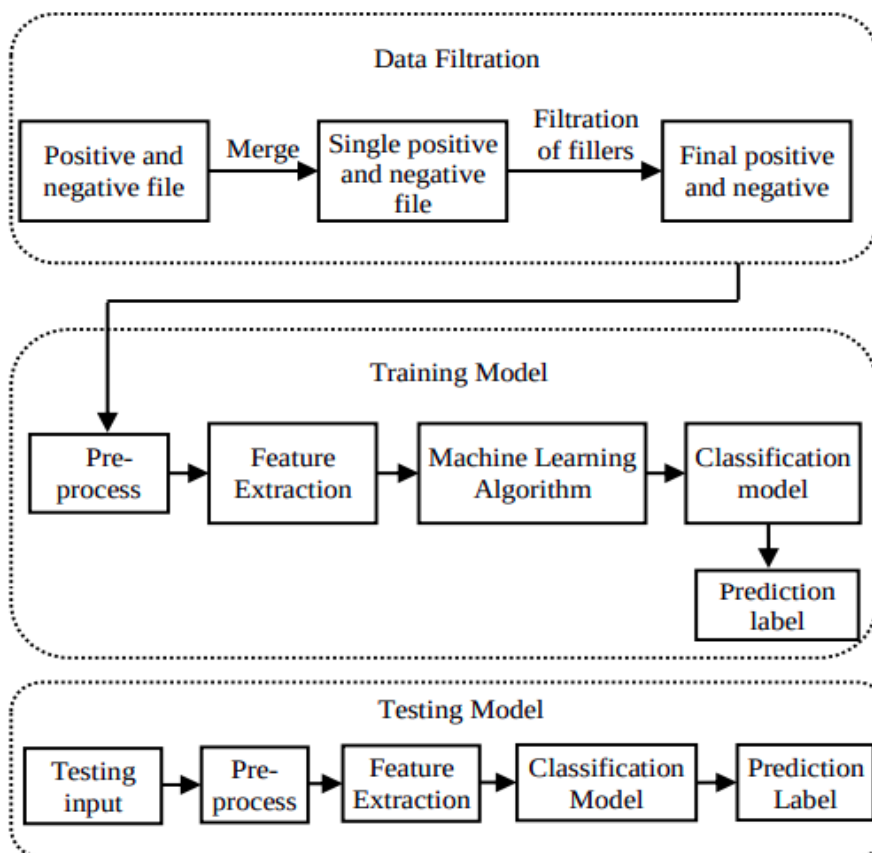 Data Filtration
Positive and
negative file
Merge
Single positive
and negative
file
Filtration
of fillers
Final positive
and negative
Training Model
Pre-
process
Feature
Extraction
Machine Learning
Algorithm
Classification
model
Prediction
label
Testing Model
Testing
input
Pre-
process
Feature
Extraction
Classification
Model
Prediction
Label